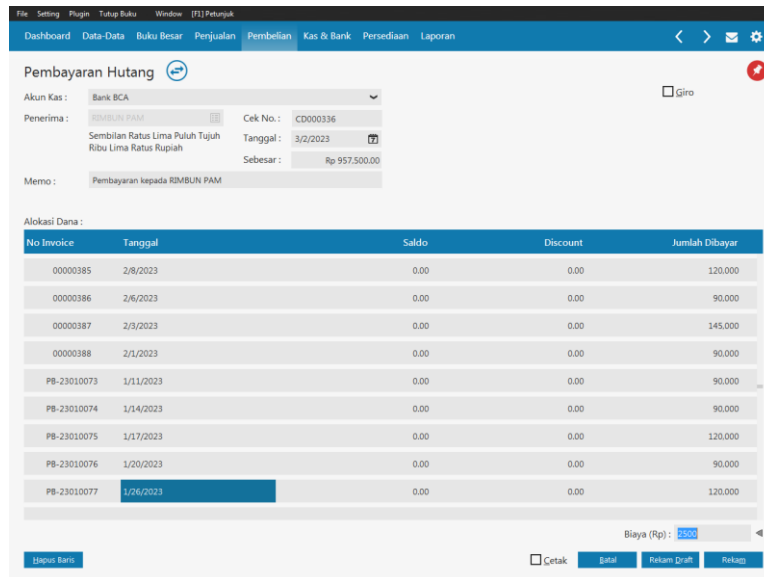 File Setting Plugin Tutup Buku Window [F1] Petunjuk
Dashboard Data-Data Buku Besar Penjualan Pembelian Kas & Bank Persediaan Laporan
Pembayaran Hutang
Akun Kas : Bank BCA
Giro
Penerima : RIMBUN PAM Cek No. : CD000336
Sembilan Ratus Lima Puluh Tujuh
Ribu Lima Ratus Rupiah
Tanggal : 3/2/2023
Sebesar : Rp 957.500.00
Memo : Pembayaran kepada RIMBUN PAM
Alokasi Dana :
No Invoice Tanggal Saldo Discount Jumlah Dibayar
00000385 2/8/2023 0.00 0.00 120.000
00000386 2/6/2023 0.00 0.00 90.000
00000387 2/3/2023 0.00 0.00 145.000
00000388 2/1/2023 0.00 0.00 90.000
PB-23010073 1/11/2023 0.00 0.00 90.000
PB-23010074 1/14/2023 0.00 0.00 90.000
PB-23010075 1/17/2023 0.00 0.00 120.000
PB-23010076 1/20/2023 0.00 0.00 90.000
PB-23010077 1/26/2023 0.00 0.00 120.000
Biaya (Rp) : 2500
Hapus Baris Cetak Batal Rekam Draft Rekam